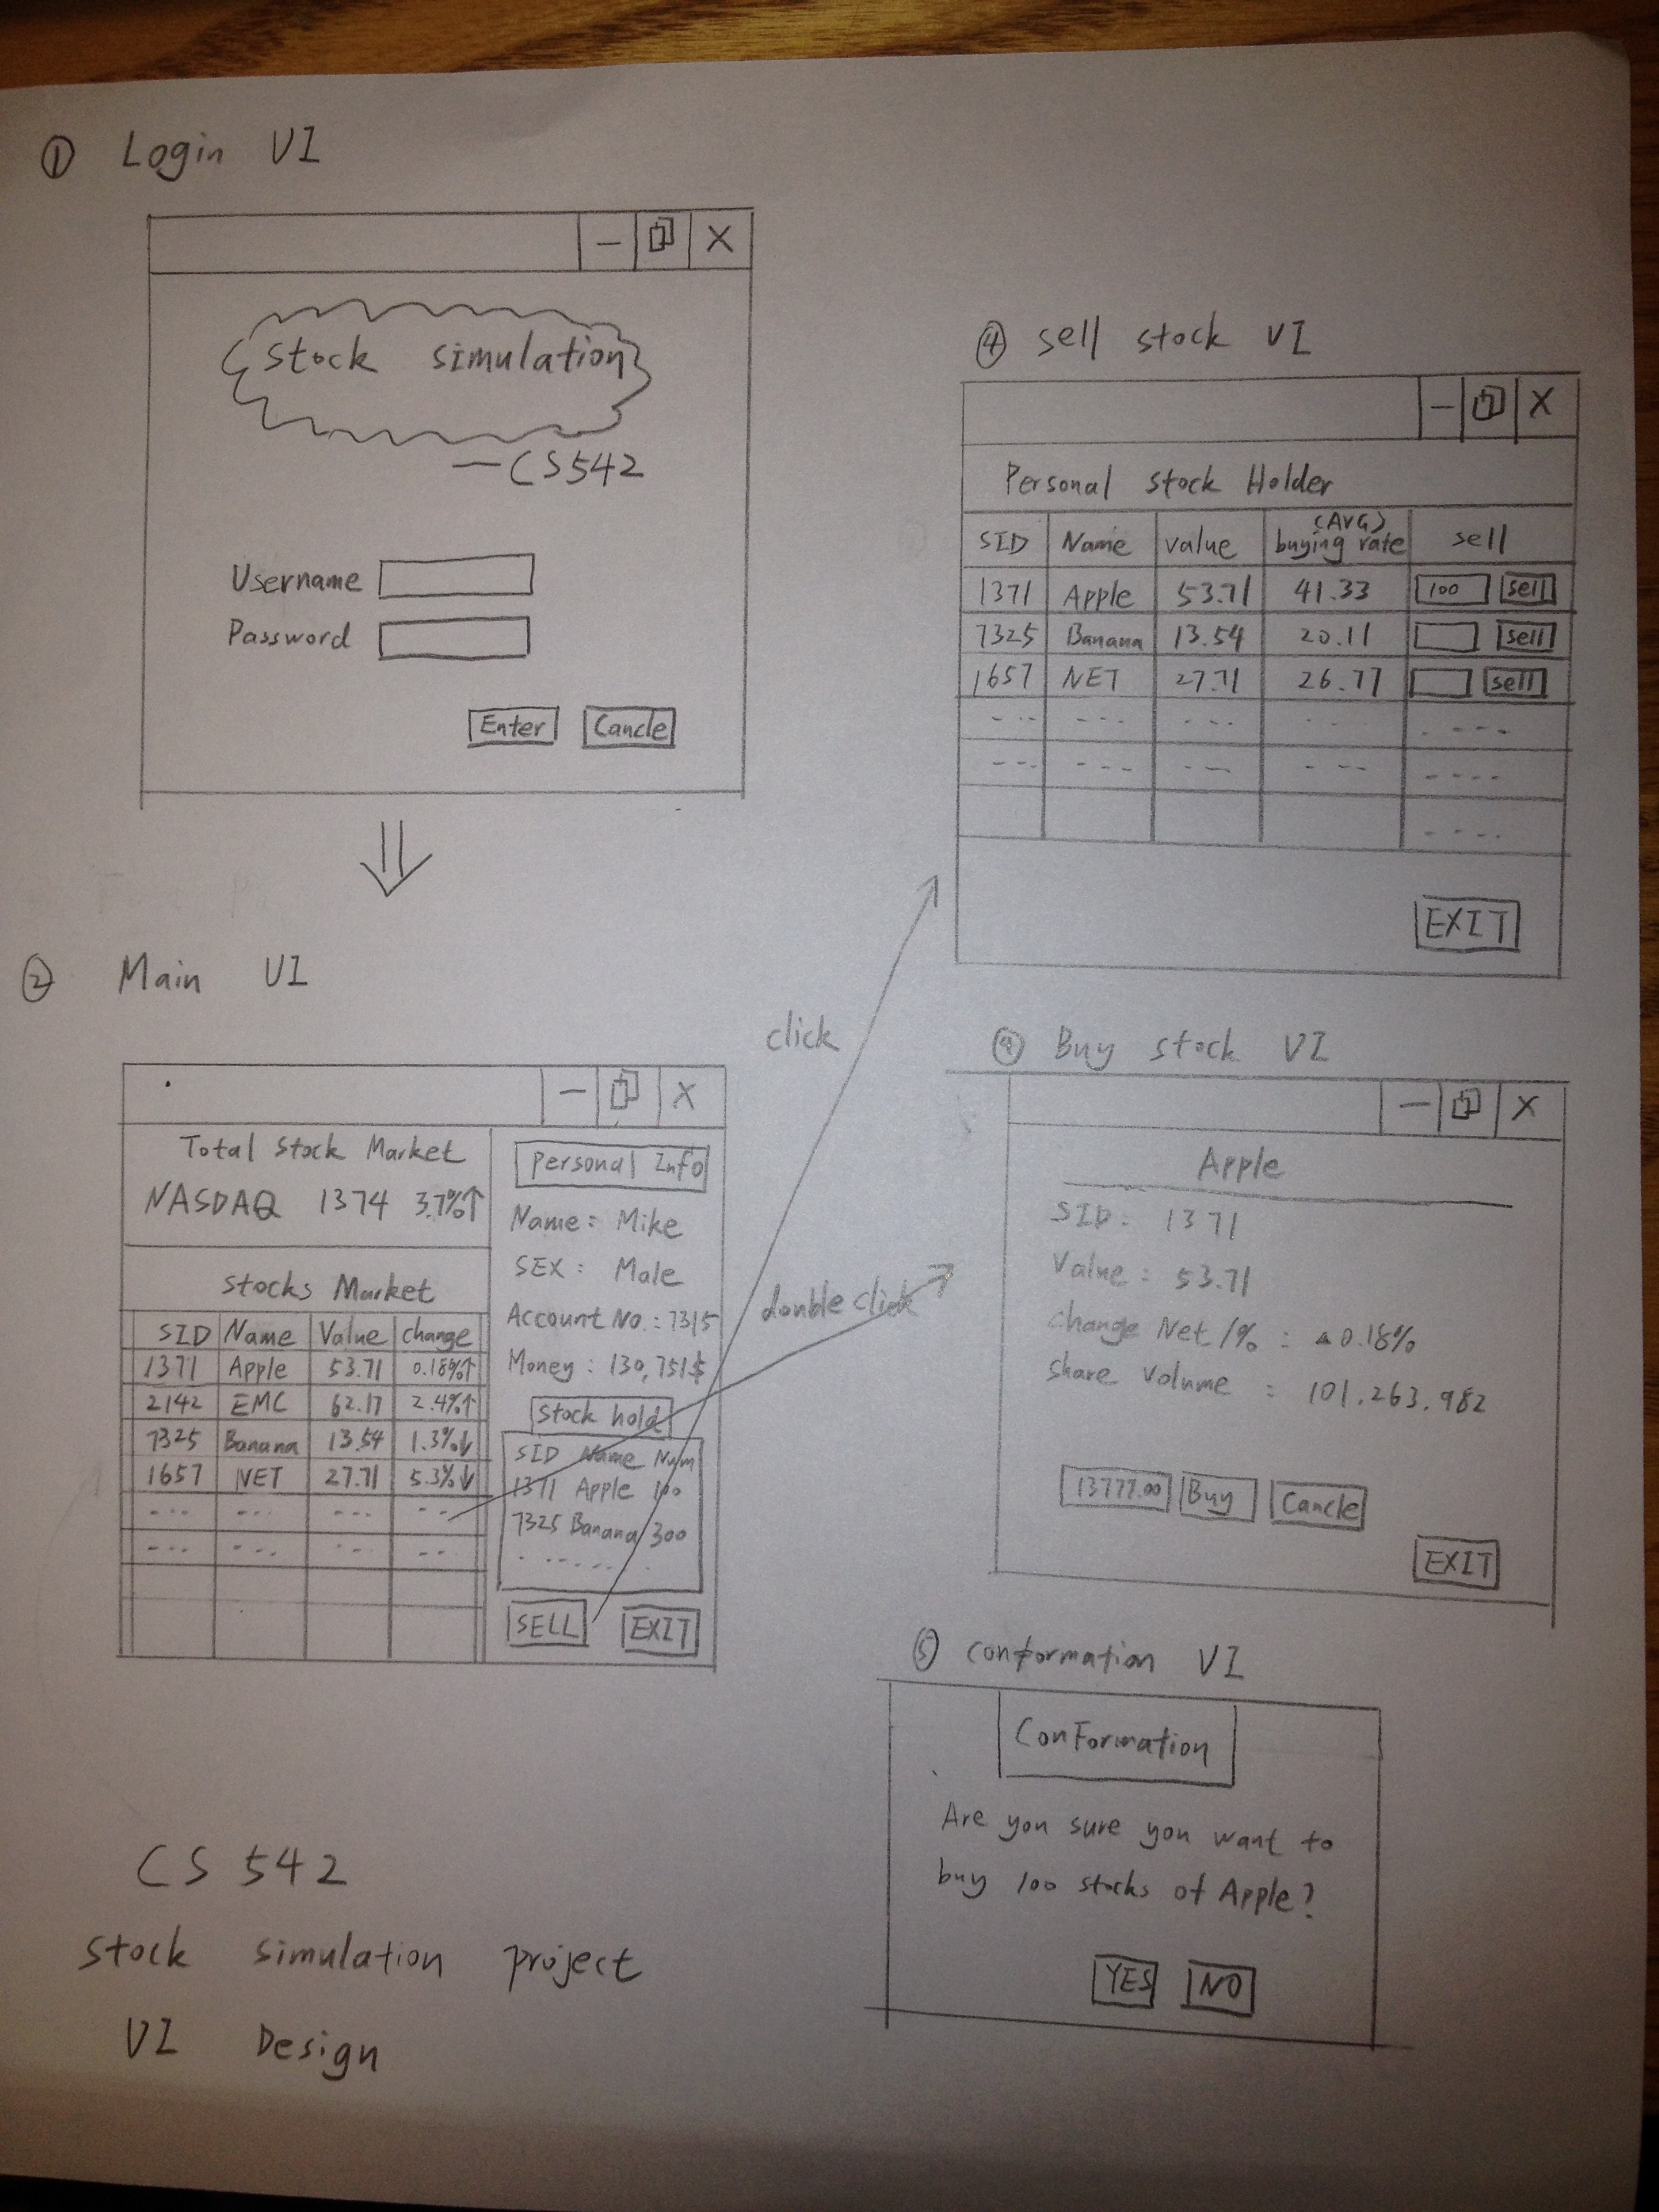 ① Login UI
— X
Stock simulation
—CS542
Username
Password
Enter Cancle
② Main UI
— X
Total Stock Market
NASDAQ 1374 3.7%↑
Stocks Market
SID Name Value change
1371 Apple 53.71 0.18%↑
2142 EMC 62.17 2.4%↑
7325 Banana 13.54 1.3%↓
1657 NET 27.71 5.3%↓
--- --- --- ---
--- --- --- ---
Personal Info
Name: Mike
SEX: Male
Account No.: 7315
Money: 130,751$
Stock hold
SID Name Num
1371 Apple 100
7325 Banana 300
------
SELL EXIT
click
double click
④ sell stock UI
— X
Personal Stock Holder
SID Name value (AVG) buying rate sell
1371 Apple 53.71 41.33 100 sell
7325 Banana 13.54 20.11 sell
1657 NET 27.71 26.77 sell
--- --- --- --- ----
--- --- --- --- ----
----
EXIT
Buy stock UI
— X
Apple
SID: 1371
Value: 53.71
change Net/%: ▲0.18%
share Volume: 101.263.982
13777.00 Buy Cancle
EXIT
⑤ conformation UI
ConFormation
Are you sure you want to
buy 100 stocks of Apple?
YES NO
CS 542
stock simulation project
UI Design